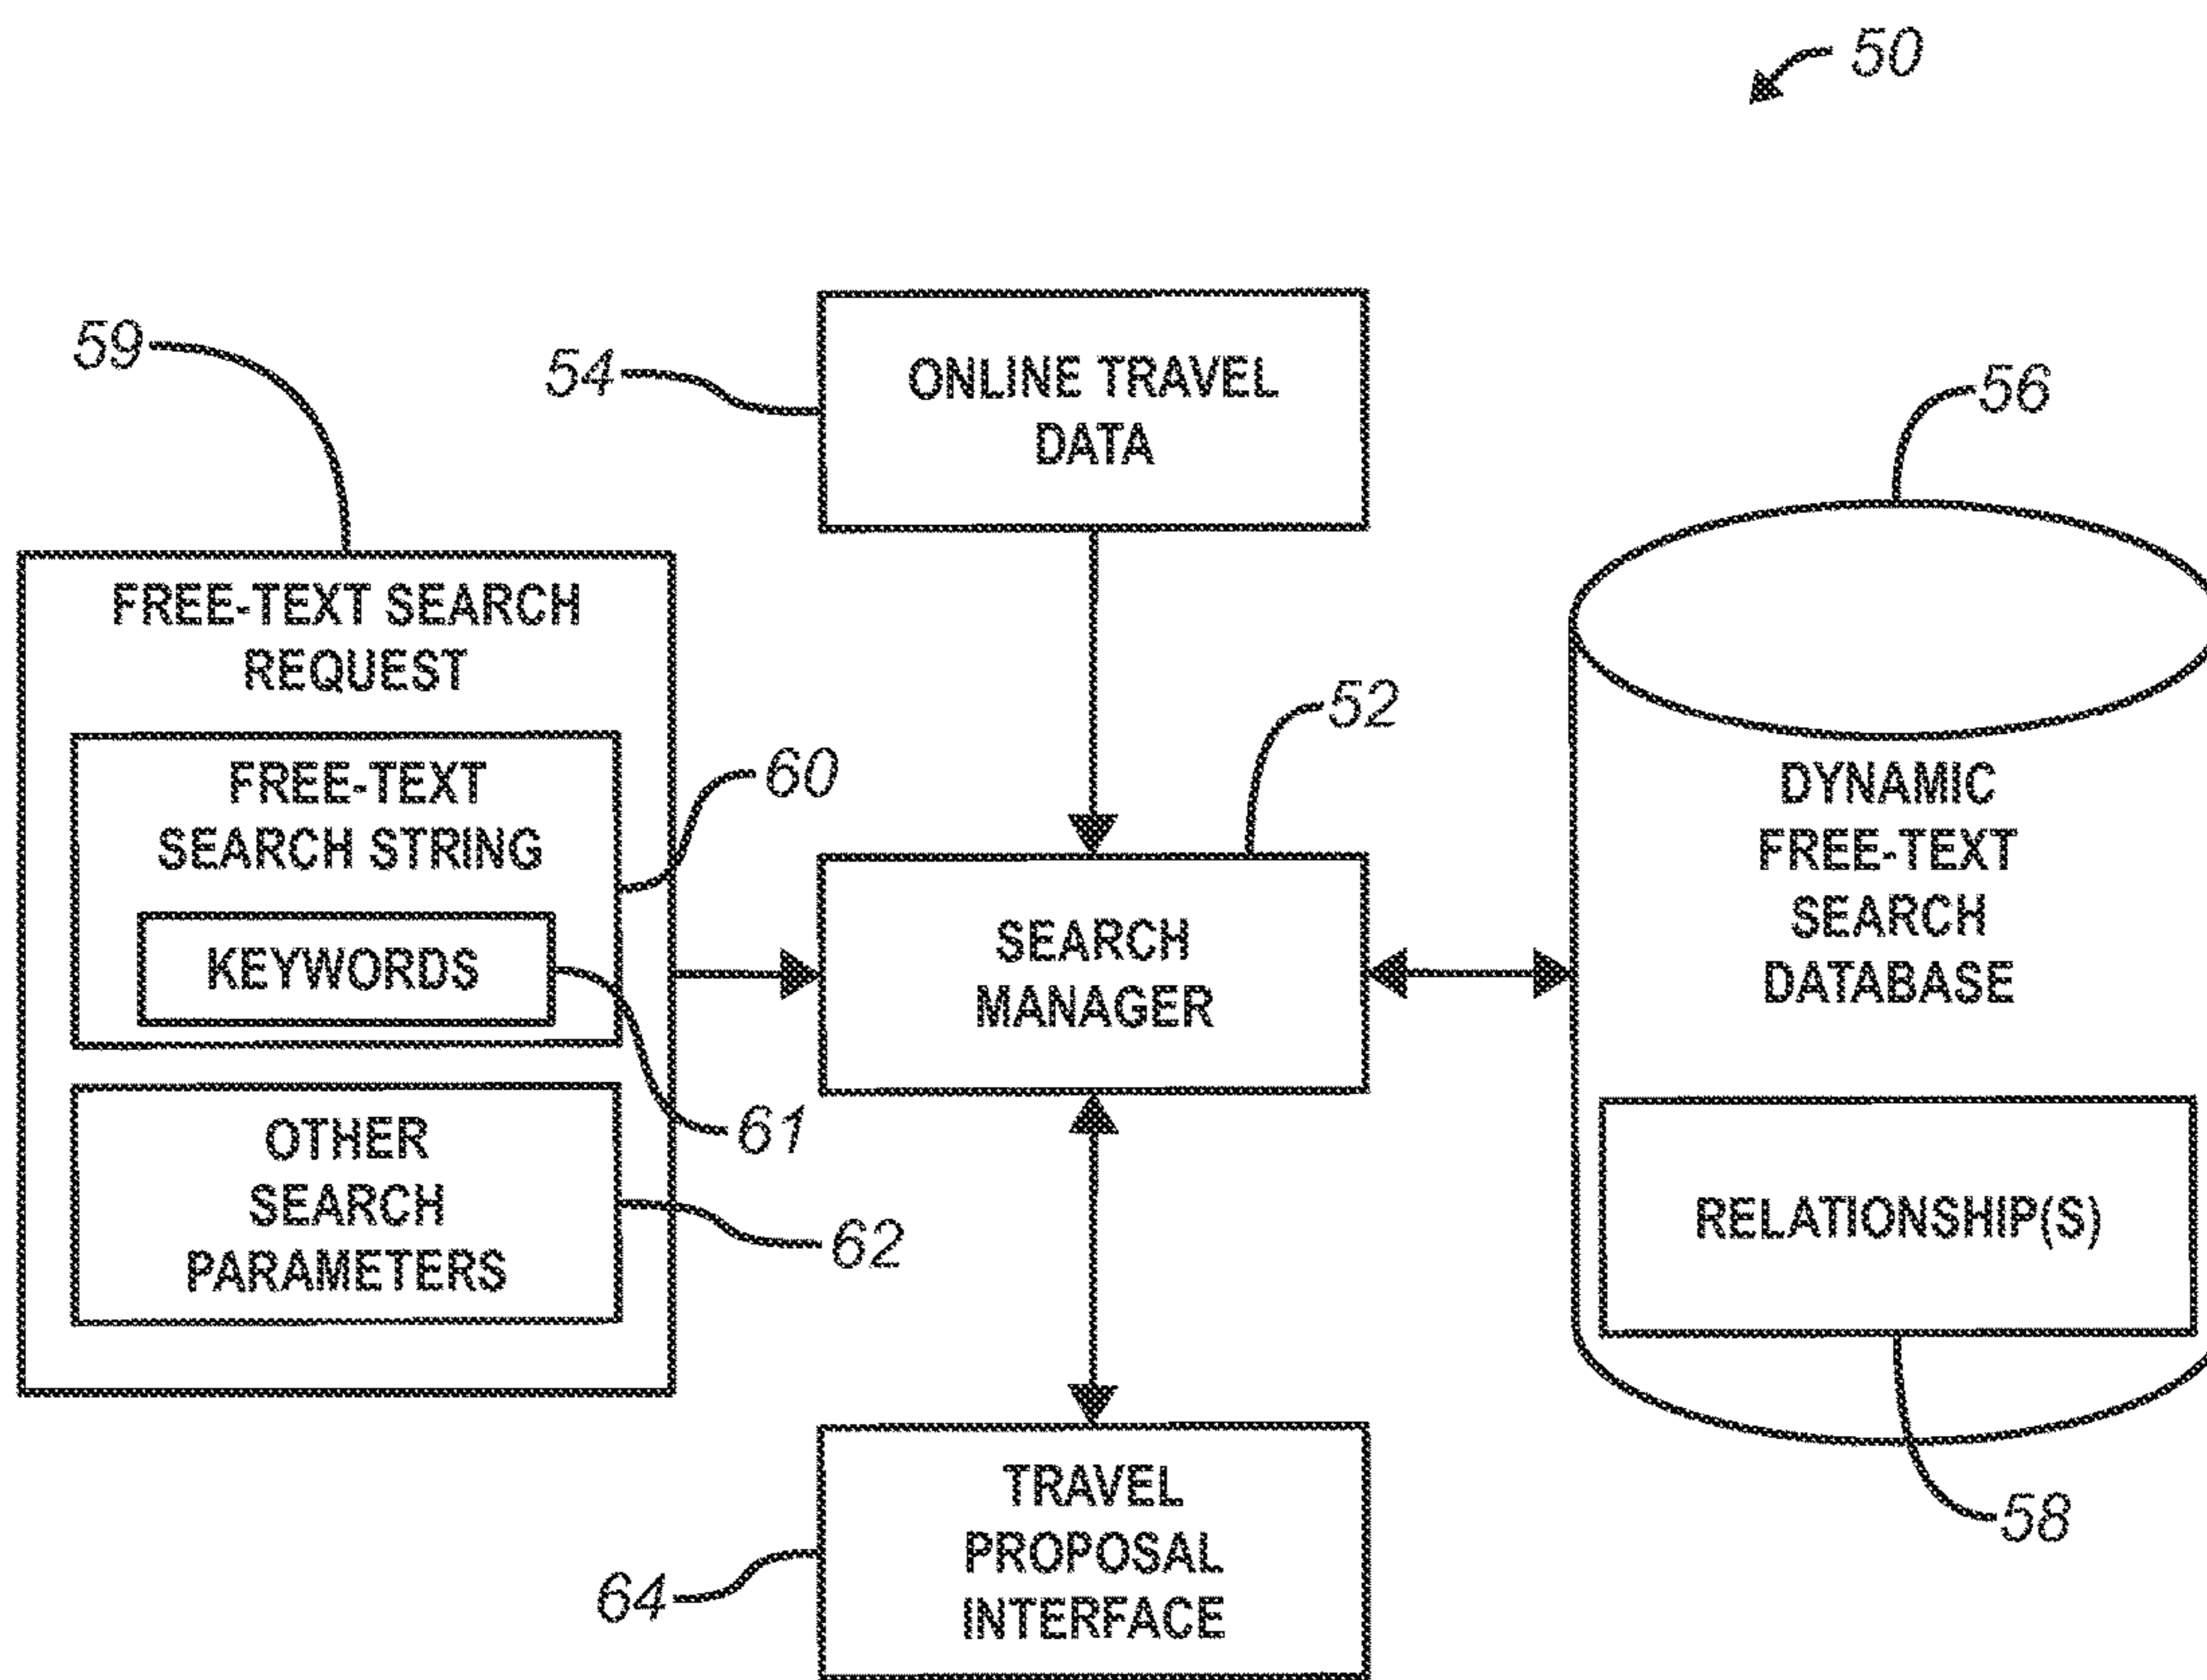 50
59
54
ONLINE TRAVEL
DATA
56
FREE-TEXT SEARCH
REQUEST
52
FREE-TEXT
SEARCH STRING
60
KEYWORDS
SEARCH
MANAGER
DYNAMIC
FREE-TEXT
SEARCH
DATABASE
61
OTHER
SEARCH
PARAMETERS
62
RELATIONSHIP(S)
58
TRAVEL
PROPOSAL
INTERFACE
64